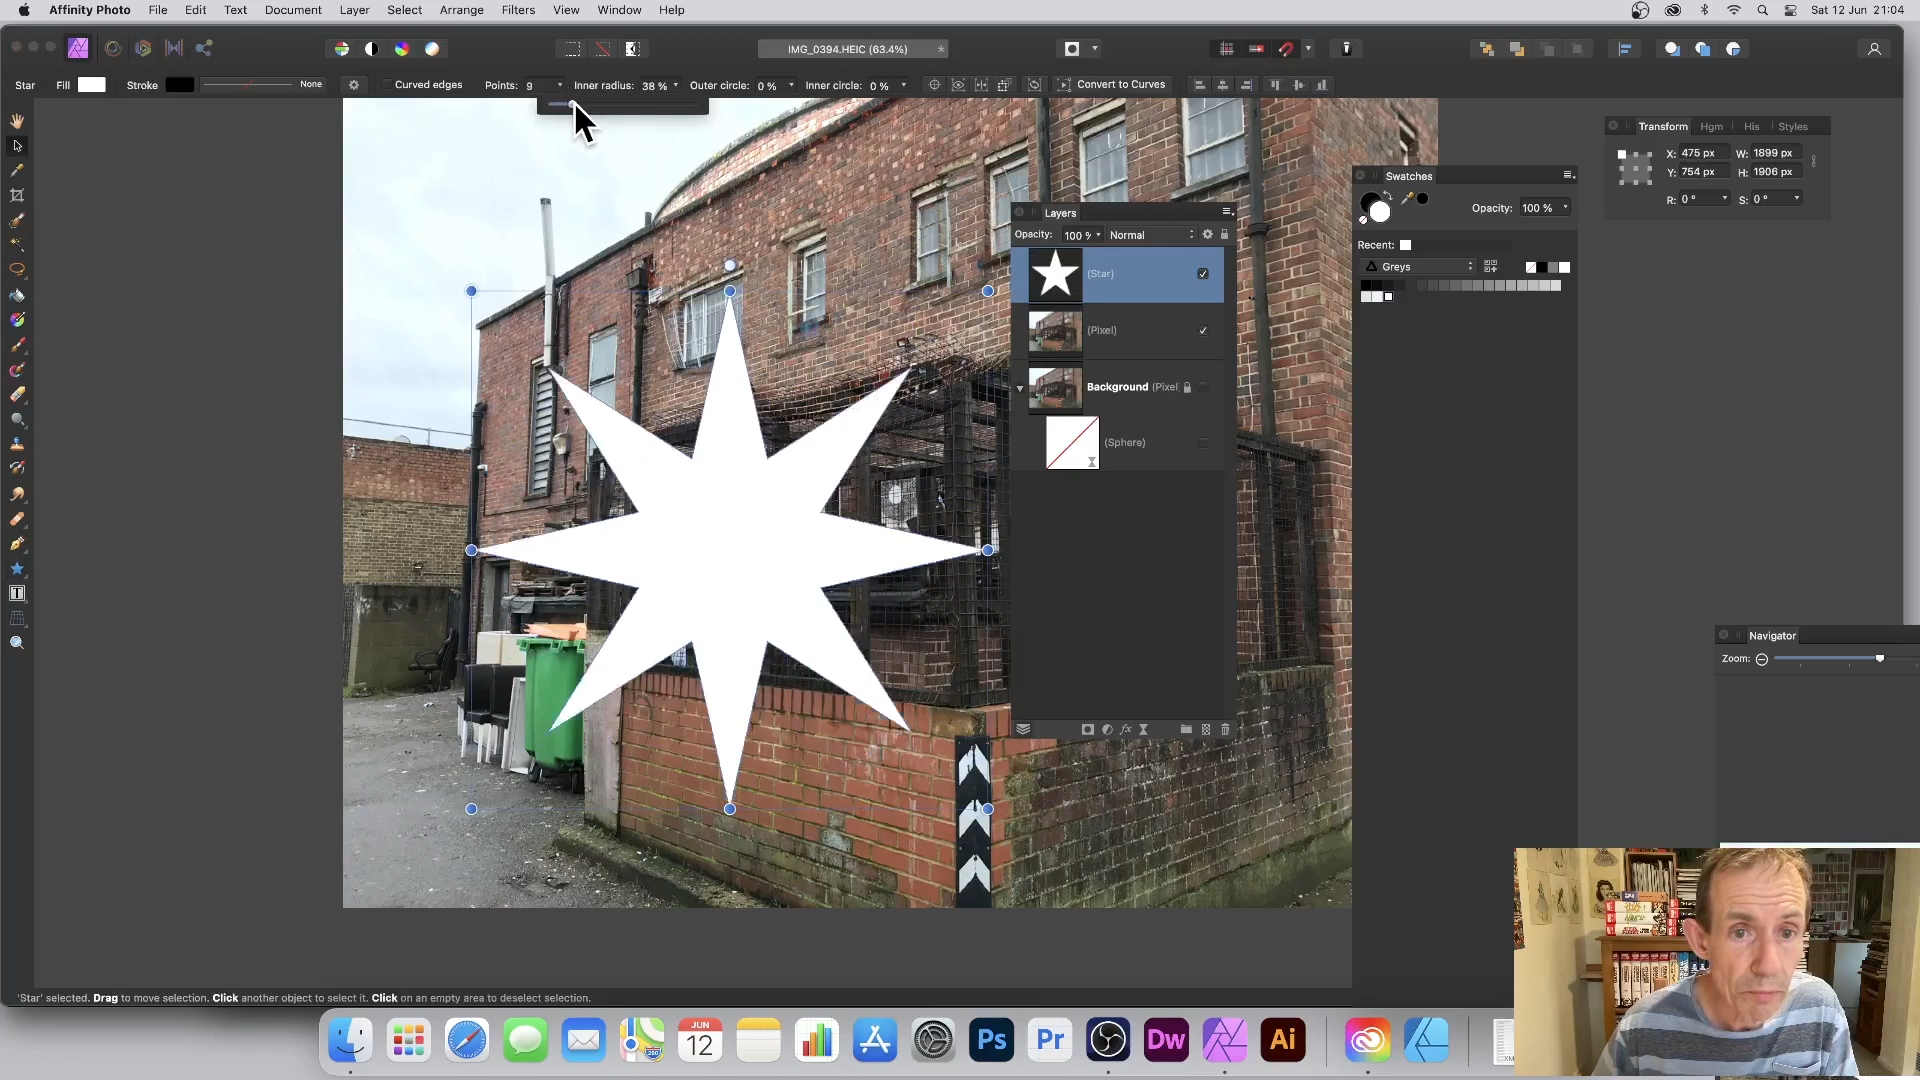 Affinity Photo File Edit Text Document Layer Select Arrange Filters View Window Help Sat 12 Jun 21:04
IMG_0394.HEIC (63.4%) *
Star Fill Stroke None Curved edges Points: 9 Inner radius: 38 % Outer circle: 0 % Inner circle: 0 % Convert to Curves
Transform Hgm His Styles
X: 475 px W: 1899 px
Y: 754 px H: 1906 px
R: 0 ° S: 0 °
Swatches
Opacity: 100 %
Recent:
Greys
Layers
Opacity: 100 % Normal
(Star)
(Pixel)
Background (Pixel
(Sphere)
fx
Navigator
Zoom:
'Star' selected. Drag to move selection. Click another object to select it. Click on an empty area to deselect selection.
JUN
12
280
Ps Pr Dw Ai